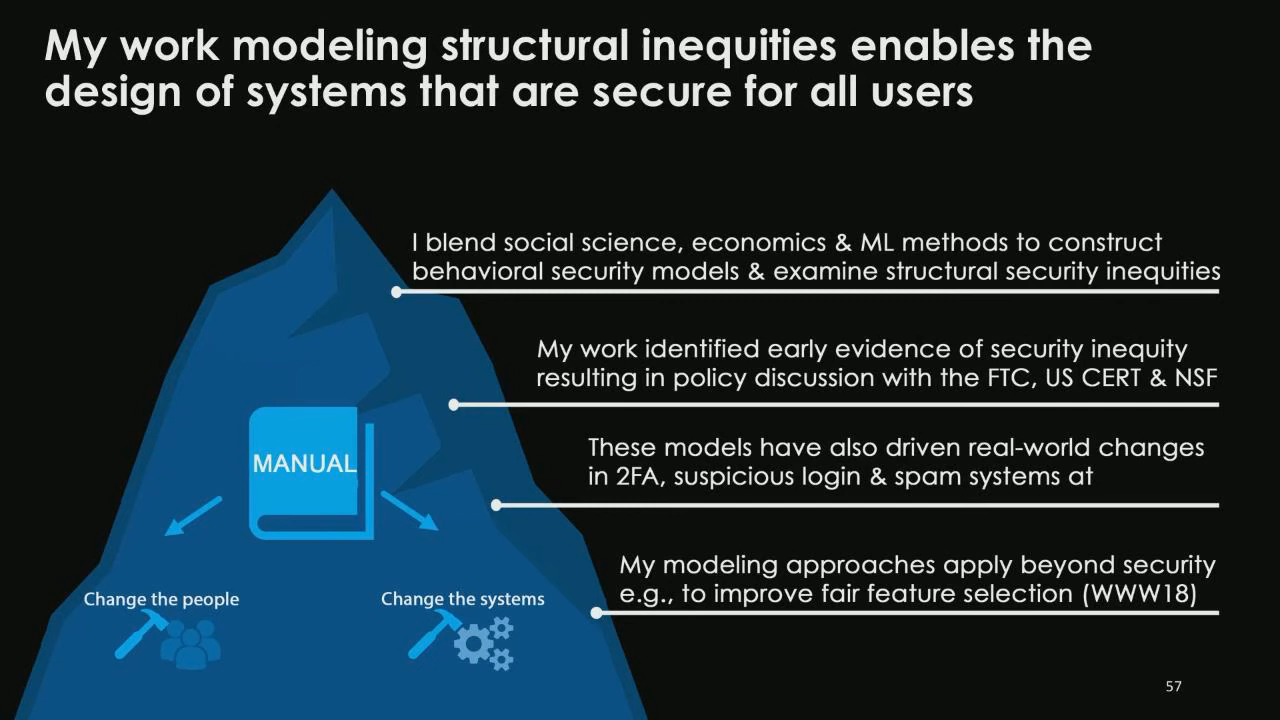 My work modeling structural inequities enables the
design of systems that are secure for all users
I blend social science, economics & ML methods to construct
behavioral security models & examine structural security inequities
My work identified early evidence of security inequity
resulting in policy discussion with the FTC, US CERT & NSF
These models have also driven real-world changes
in 2FA, suspicious login & spam systems at
My modeling approaches apply beyond security
e.g., to improve fair feature selection (WWW18)
MANUAL
Change the people
Change the systems
57